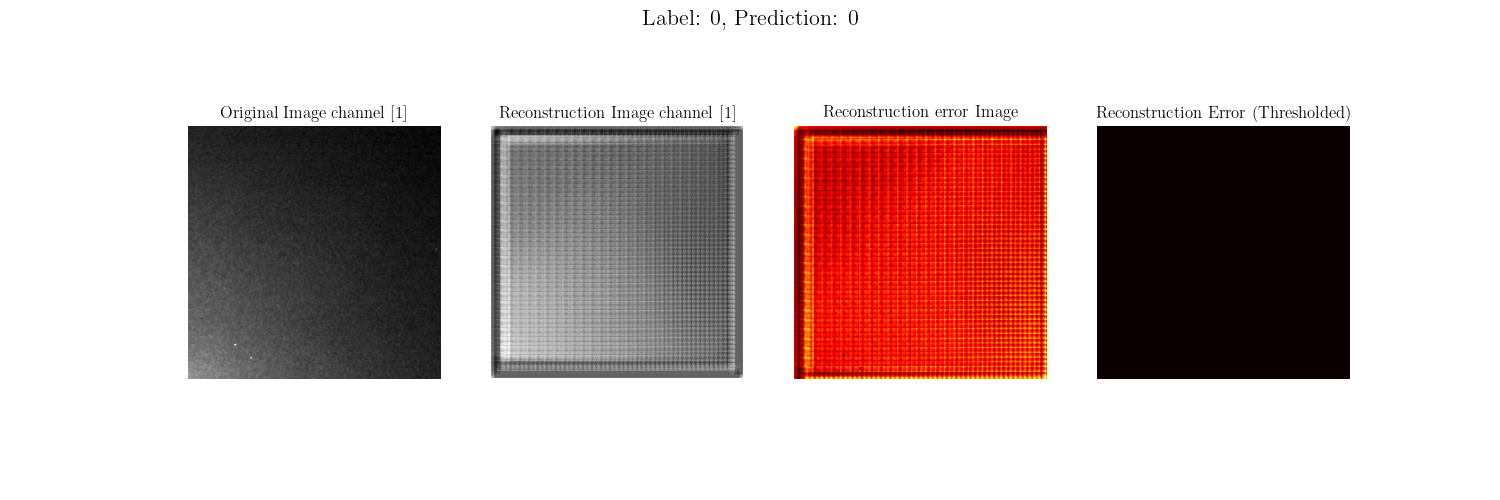 Label: 0, Prediction: 0
Original Image channel [1]
Reconstruction Image channel [1]
Reconstruction error Image
Reconstruction Error (Thresholded)